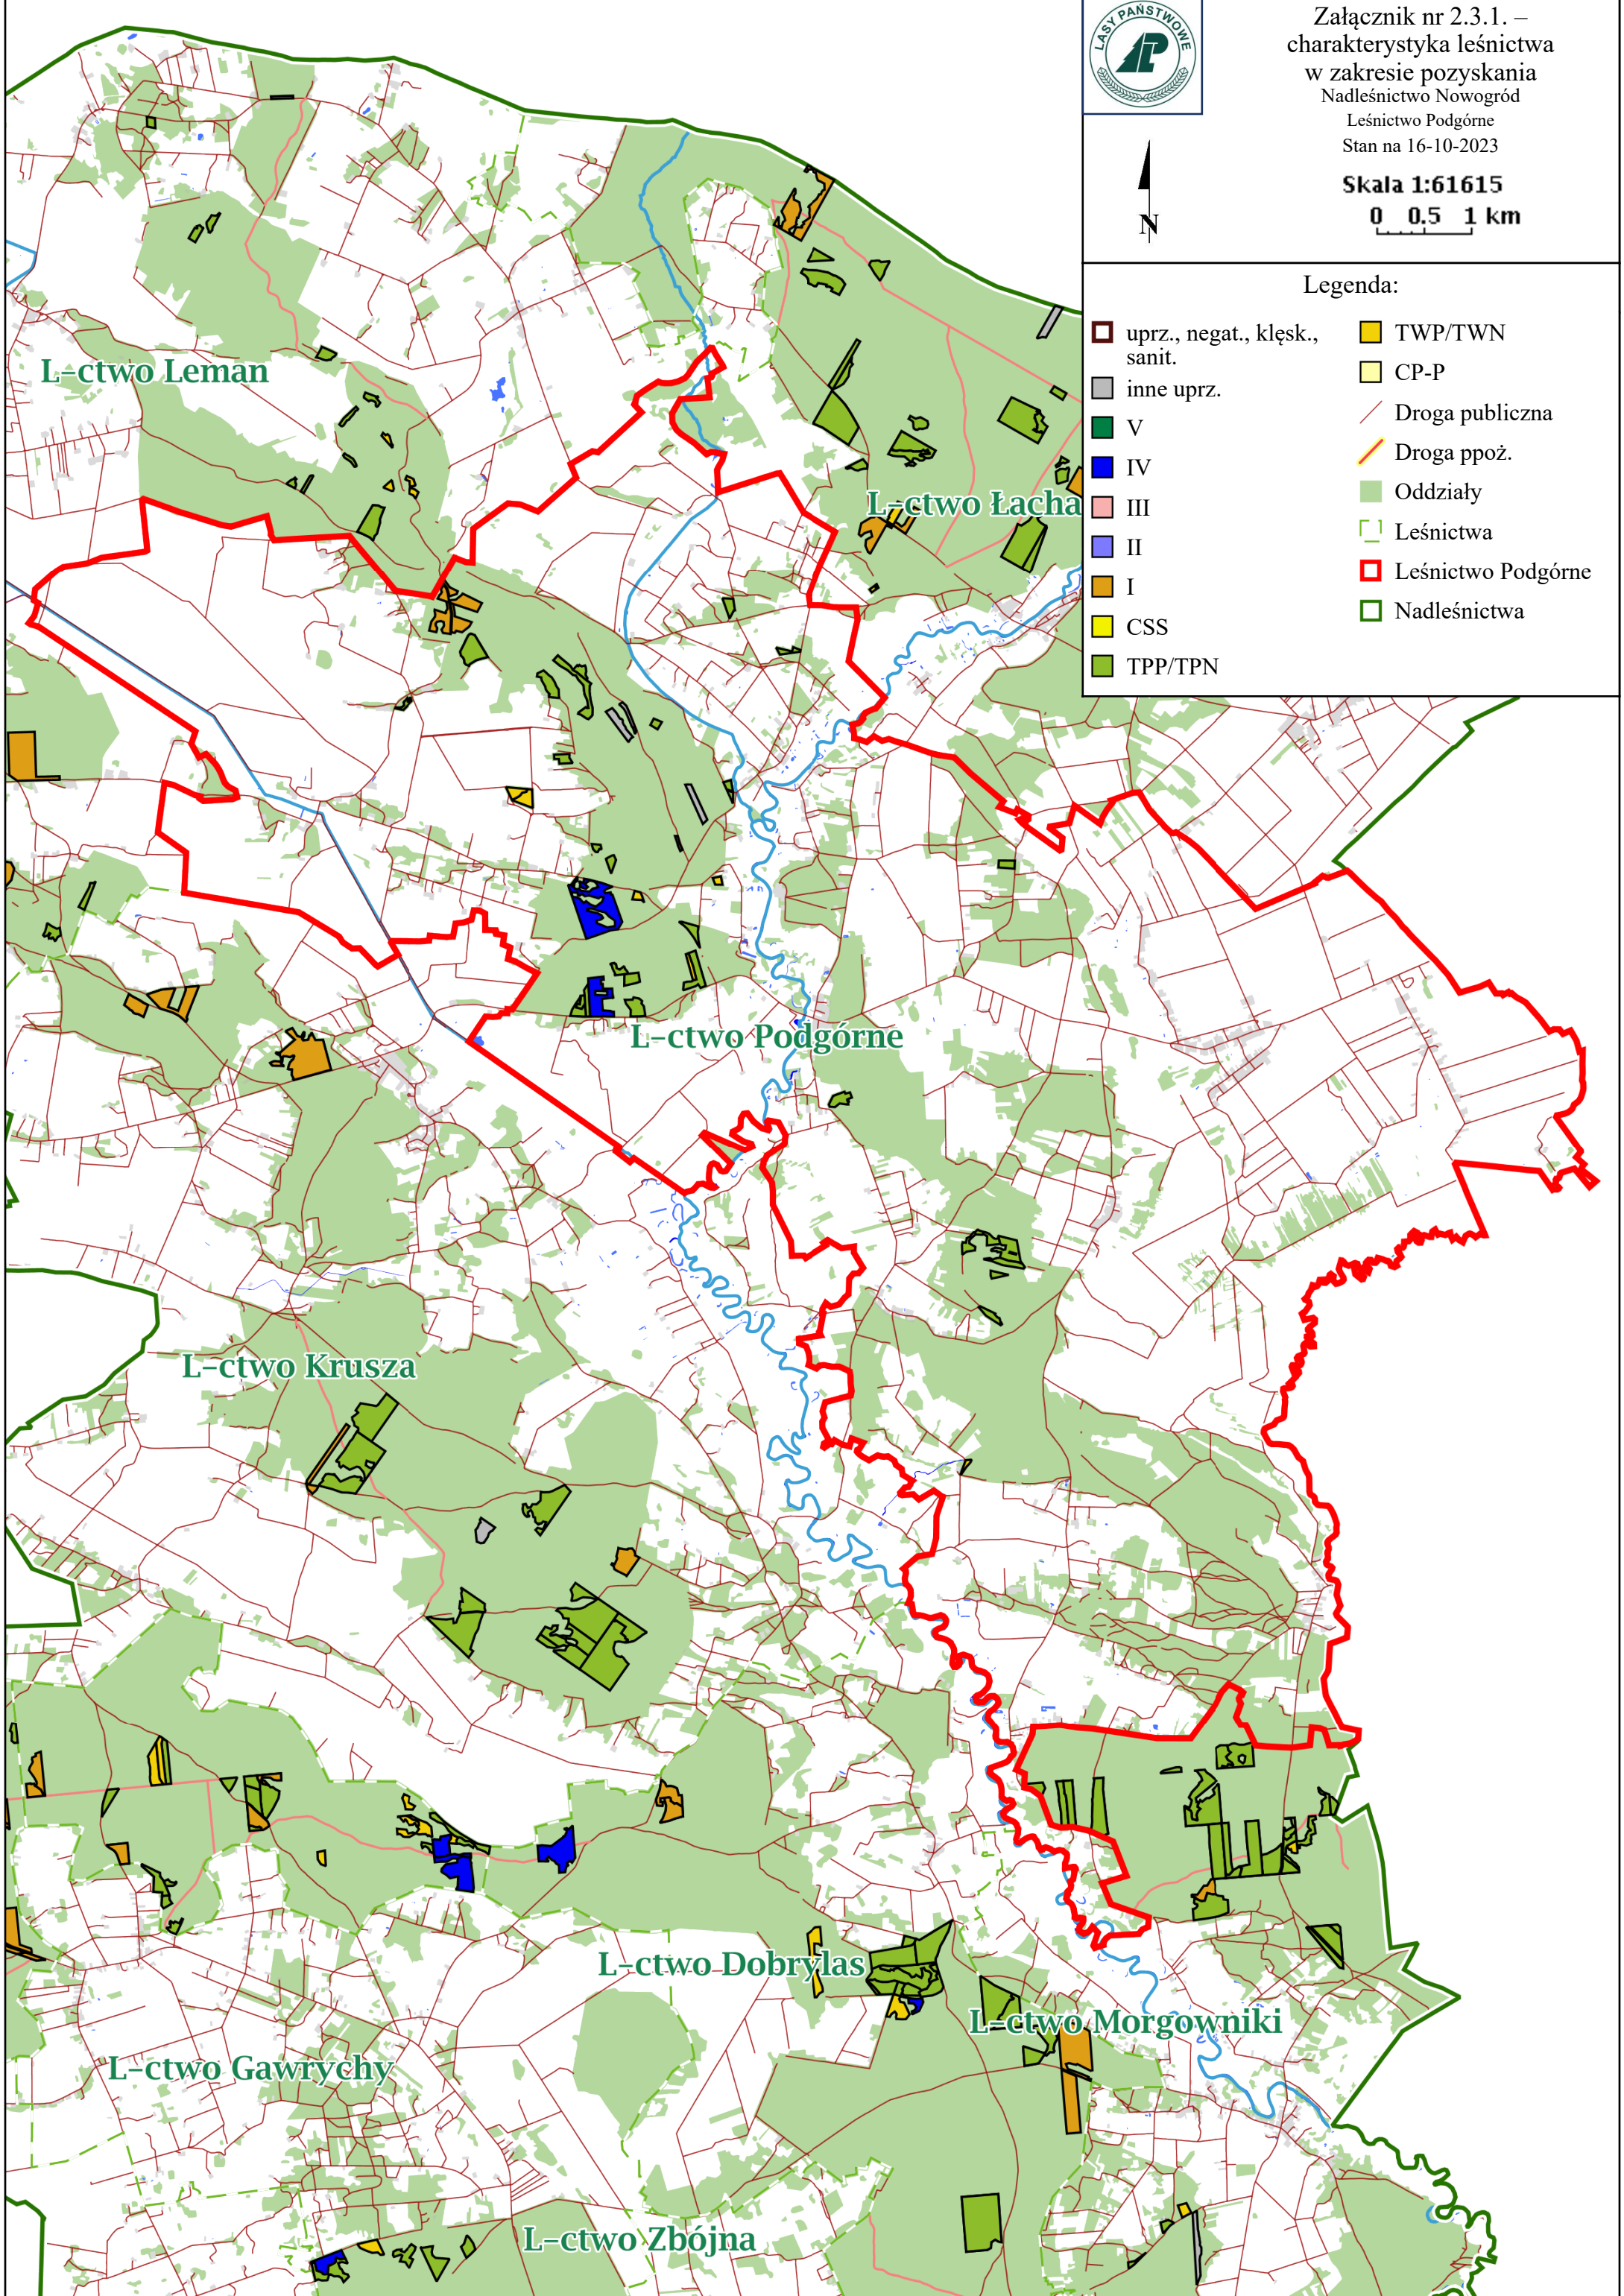 LASY PAŃSTWOWE
Załącznik nr 2.3.1. –
charakterystyka leśnictwa
w zakresie pozyskania
Nadleśnictwo Nowogród
Leśnictwo Podgórne
Stan na 16-10-2023
Skala 1:61615
0 0.5 1 km
N
Legenda:
uprz., negat., klęsk.,
sanit.
inne uprz.
V
IV
III
II
I
CSS
TPP/TPN
TWP/TWN
CP-P
Droga publiczna
Droga ppoż.
Oddziały
Leśnictwa
Leśnictwo Podgórne
Nadleśnictwa
L-ctwo Leman
L-ctwo Łacha
L-ctwo Podgórne
L-ctwo Krusza
L-ctwo Dobrylas
L-ctwo Morgowniki
L-ctwo Gawrychy
L-ctwo Zbójna